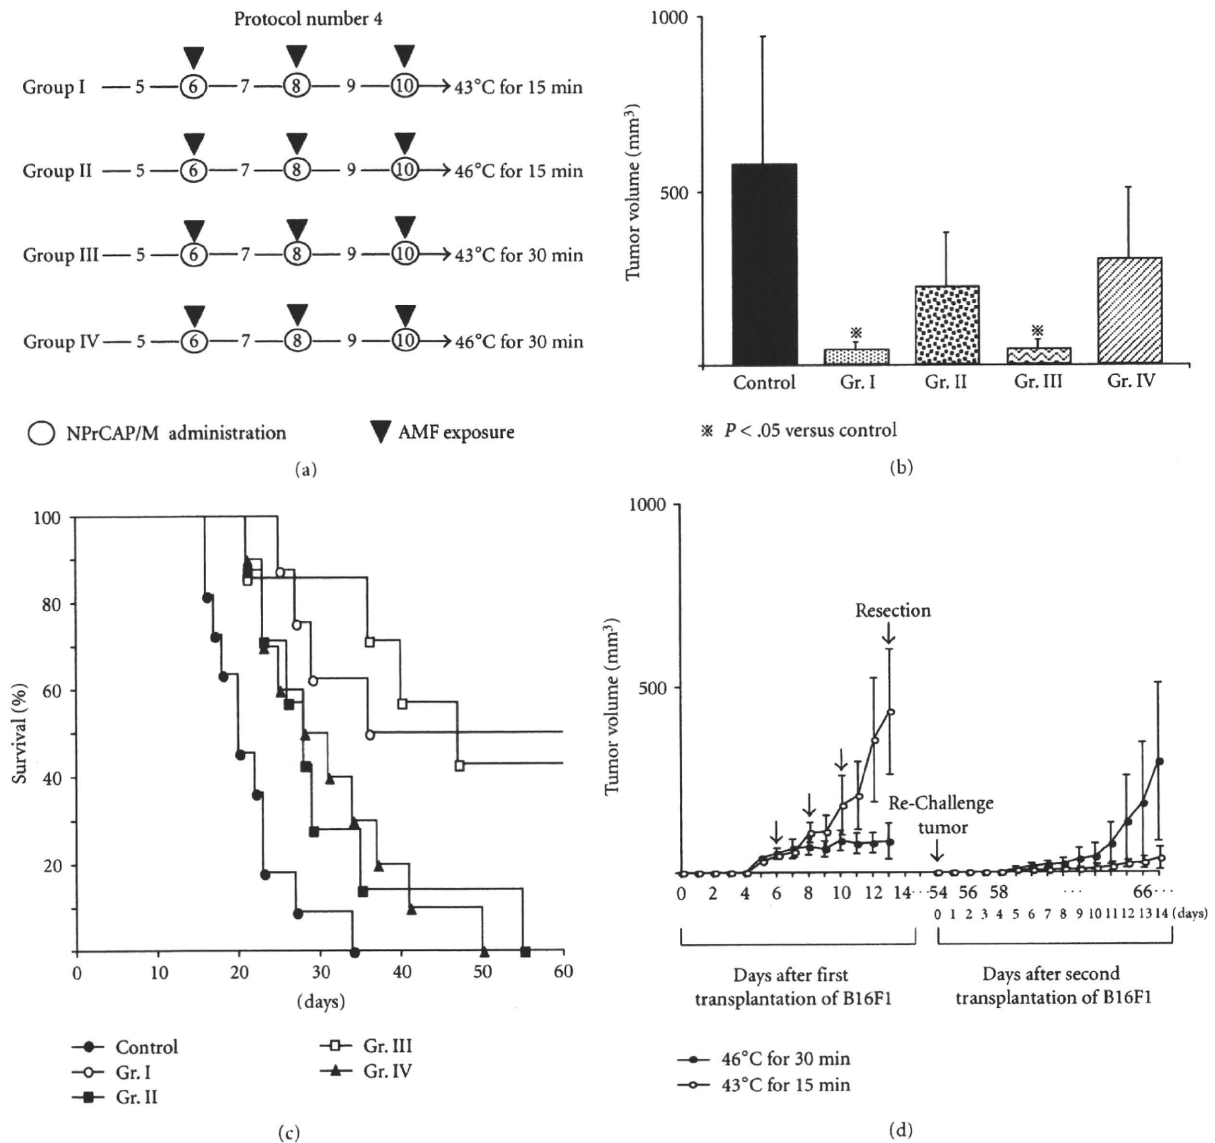 Protocol number 4
Group I 5 6 7 8 9 10 43°C for 15 min
Group II 5 6 7 8 9 10 46°C for 15 min
Group III 5 6 7 8 9 10 43°C for 30 min
Group IV 5 6 7 8 9 10 46°C for 30 min
NPrCAP/M administration
AMF exposure
(a)
1000
500
Tumor volume (mm³)
Control Gr. I Gr. II Gr. III Gr. IV
※ ※
※ P < .05 versus control
(b)
100
80
60
40
20
Survival (%)
0 10 20 30 40 50 60
(days)
Control
Gr. I
Gr. II
Gr. III
Gr. IV
(c)
1000
500
Tumor volume (mm³)
Resection
Re-Challenge
tumor
0 2 4 6 8 10 12 14 ··· 54 56 58 ··· 66 ···
0 1 2 3 4 5 6 7 8 9 10 11 12 13 14 (days)
Days after first
transplantation of B16F1
Days after second
transplantation of B16F1
46°C for 30 min
43°C for 15 min
(d)